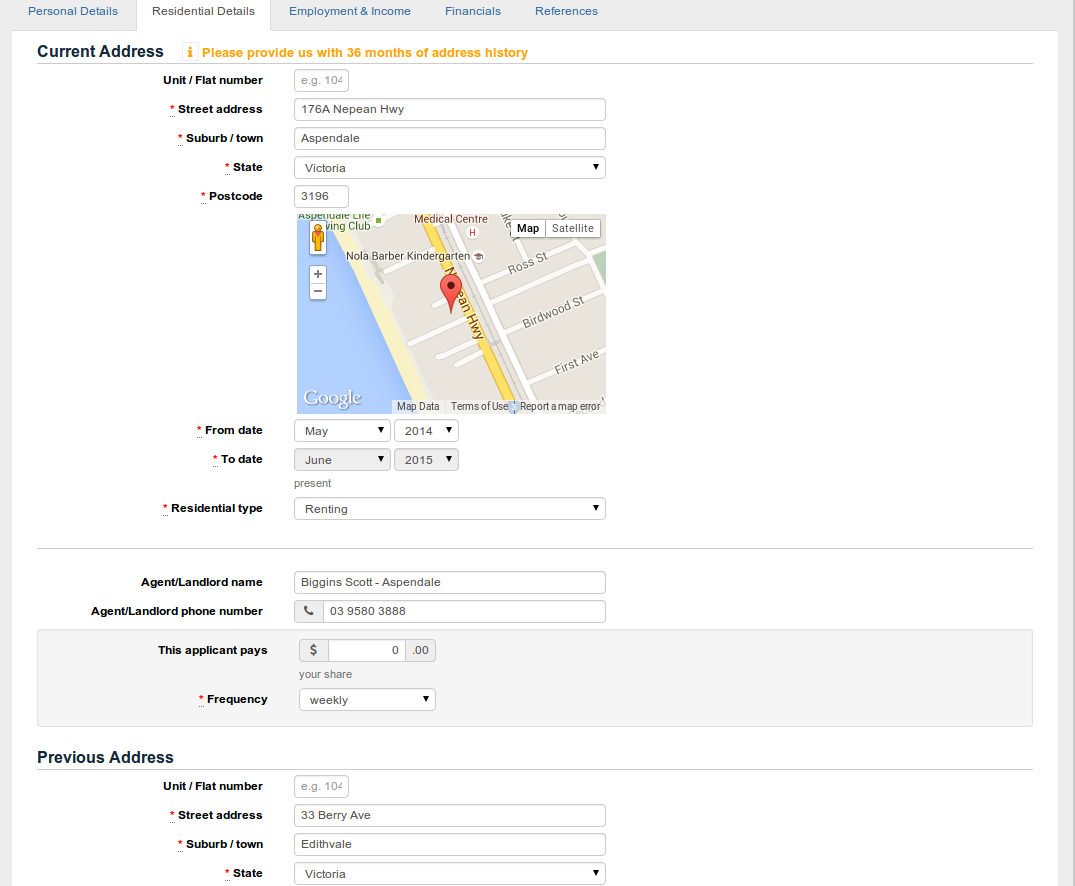 Personal Details Residential Details Employment & Income Financials References
Current Address i Please provide us with 36 months of address history
Unit / Flat number e.g. 104
* Street address 176A Nepean Hwy
* Suburb / town Aspendale
* State Victoria
* Postcode 3196
Aspendale Life
ving Club
Medical Centre
H
Map Satellite
Nola Barber Kindergarten
Ross St
Nepean Hwy
Birdwood St
First Ave
+
−
Google
Map Data Terms of Use Report a map error
* From date May 2014
* To date June 2015
present
* Residential type Renting
Agent/Landlord name Biggins Scott - Aspendale
Agent/Landlord phone number 03 9580 3888
This applicant pays $ 0 .00
your share
* Frequency weekly
Previous Address
Unit / Flat number e.g. 104
* Street address 33 Berry Ave
* Suburb / town Edithvale
* State Victoria